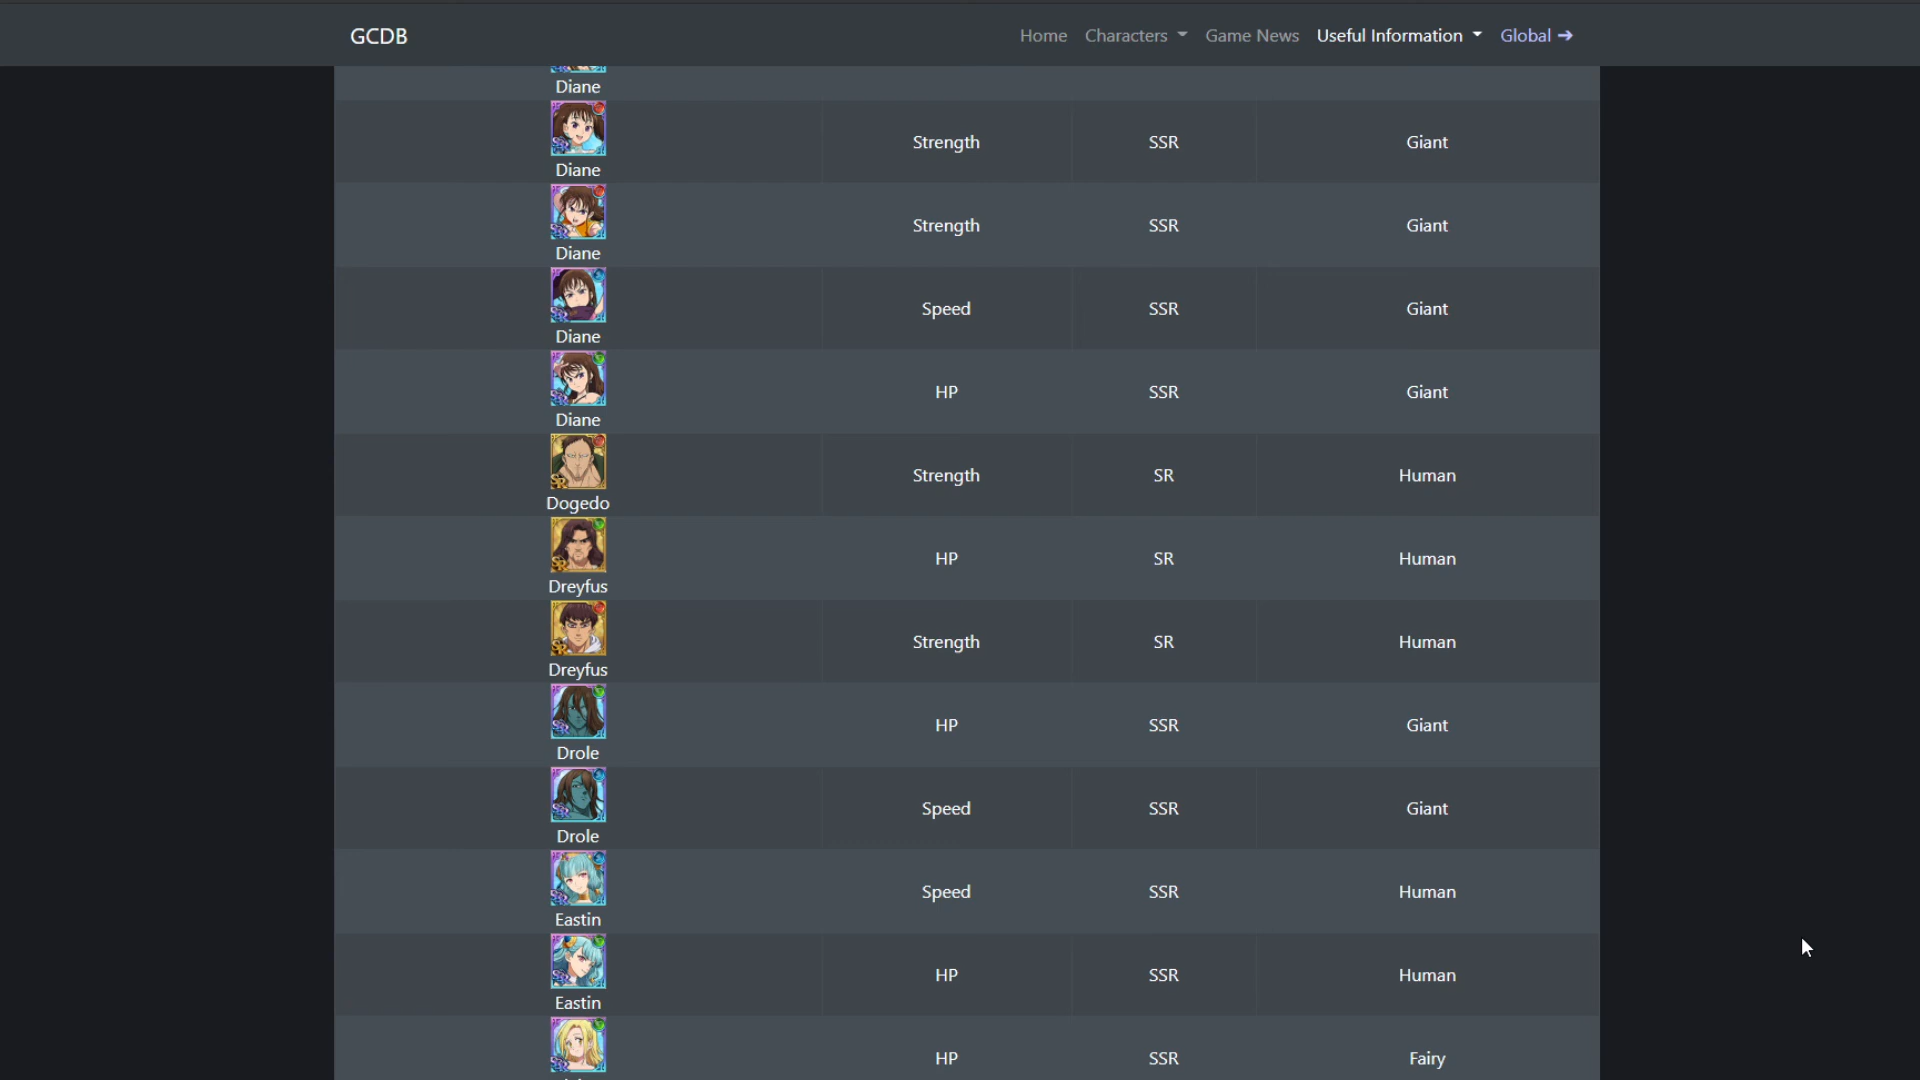 GCDB
Home Characters Game News Useful Information Global ➔
Diane
Strength SSR Giant
Diane
Strength SSR Giant
Diane
Speed SSR Giant
Diane
HP SSR Giant
Diane
Strength SR Human
Dogedo
HP SR Human
Dreyfus
Strength SR Human
Dreyfus
HP SSR Giant
Drole
Speed SSR Giant
Drole
Speed SSR Human
Eastin
HP SSR Human
Eastin
HP SSR Fairy